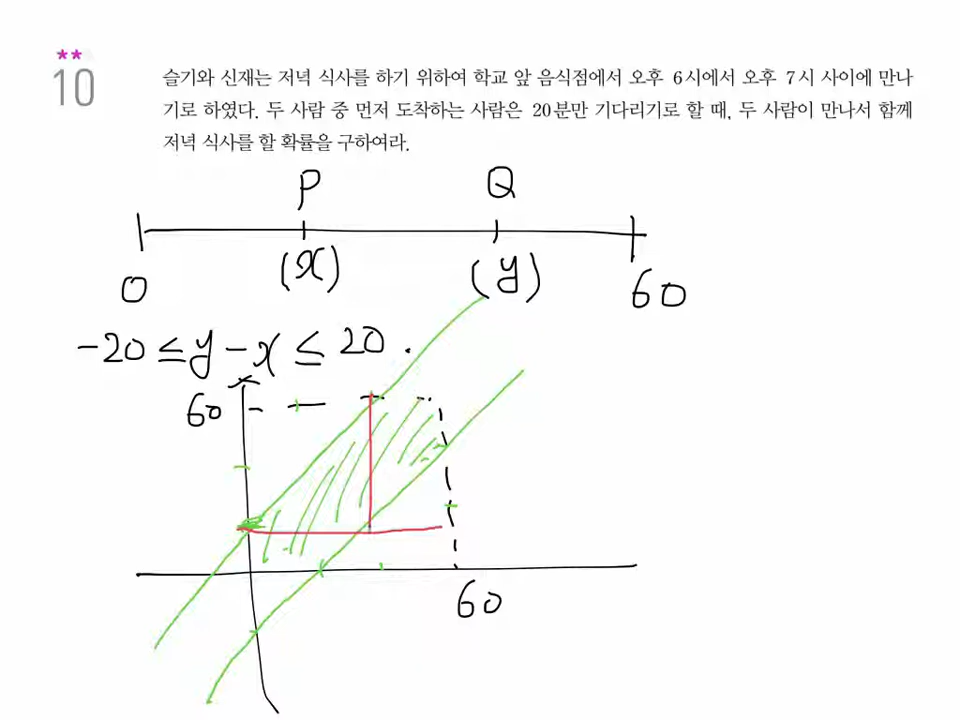 **
10
슬기와 신재는 저녁 식사를 하기 위하여 학교 앞 음식점에서 오후 6시에서 오후 7시 사이에 만나
기로 하였다. 두 사람 중 먼저 도착하는 사람은 20분만 기다리기로 할 때, 두 사람이 만나서 함께
저녁 식사를 할 확률을 구하여라.
P Q
0 (x) (y) 60
-20 ≤ y - x ≤ 20 .
60
60